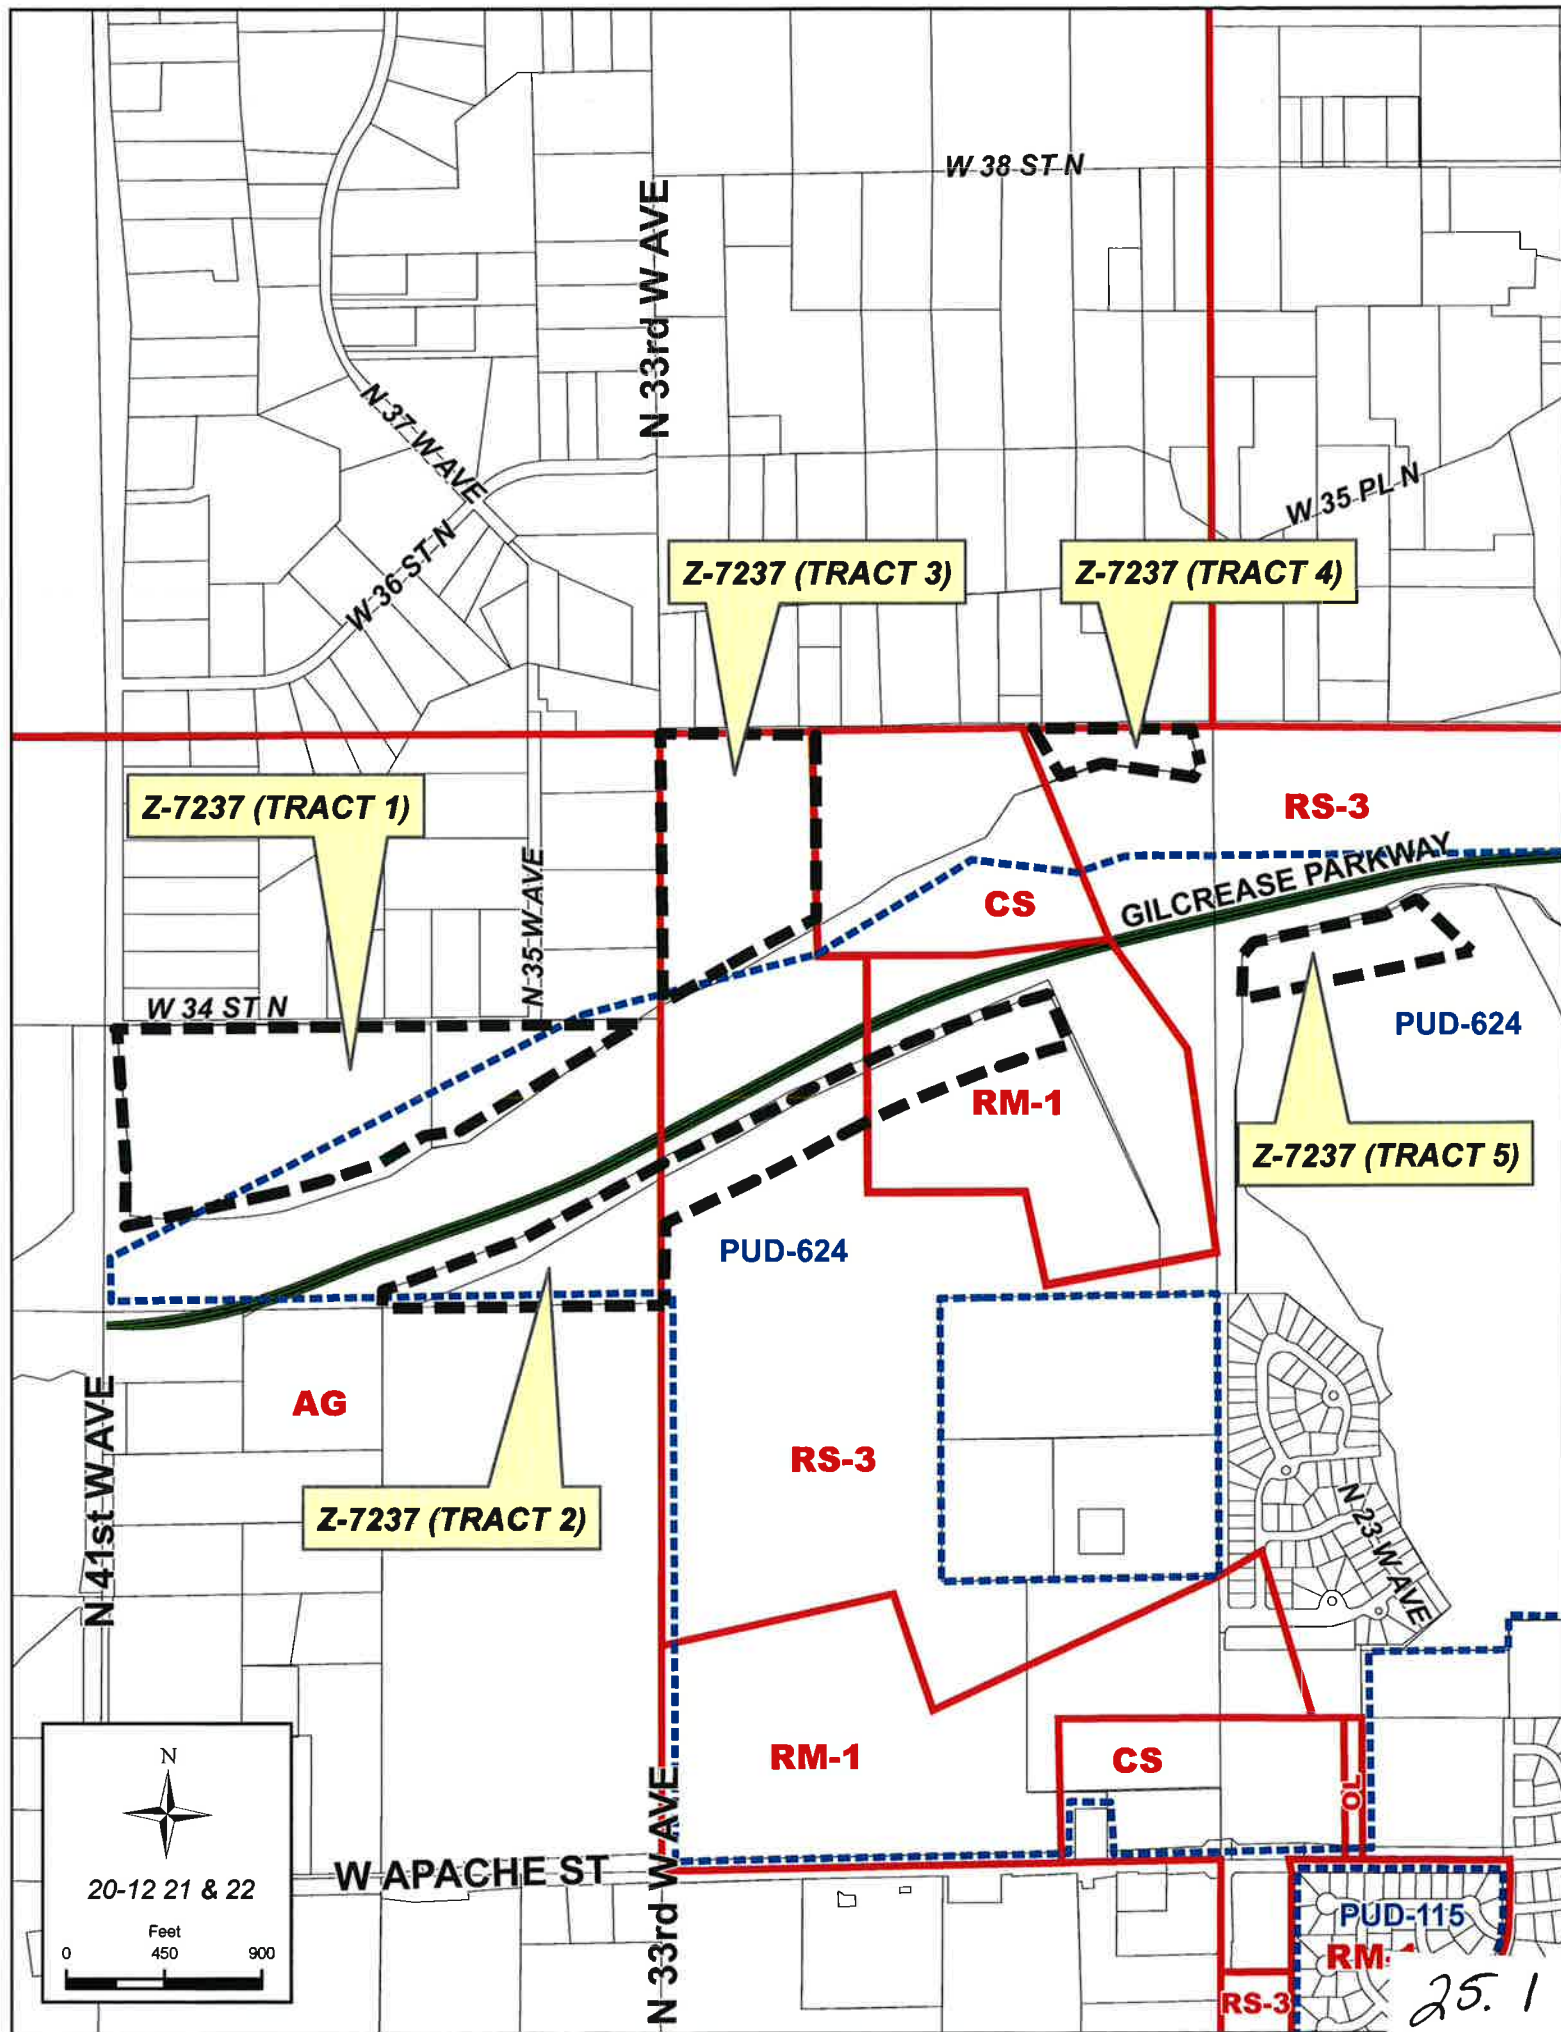 W 38 ST N
N 33rd W AVE
N 37 W AVE
W 35 PL N
W 36 ST N
Z-7237 (TRACT 3)
Z-7237 (TRACT 4)
Z-7237 (TRACT 1)
RS-3
GILCREASE PARKWAY
CS
N 35 W AVE
W 34 ST N
PUD-624
RM-1
Z-7237 (TRACT 5)
PUD-624
AG
N 41st W AVE
RS-3
Z-7237 (TRACT 2)
N 23 W AVE
RM-1
CS
OL
N
20-12 21 & 22
Feet
0 450 900
W APACHE ST
N 33rd W AVE
PUD-115
RM-1
RS-3
25.1